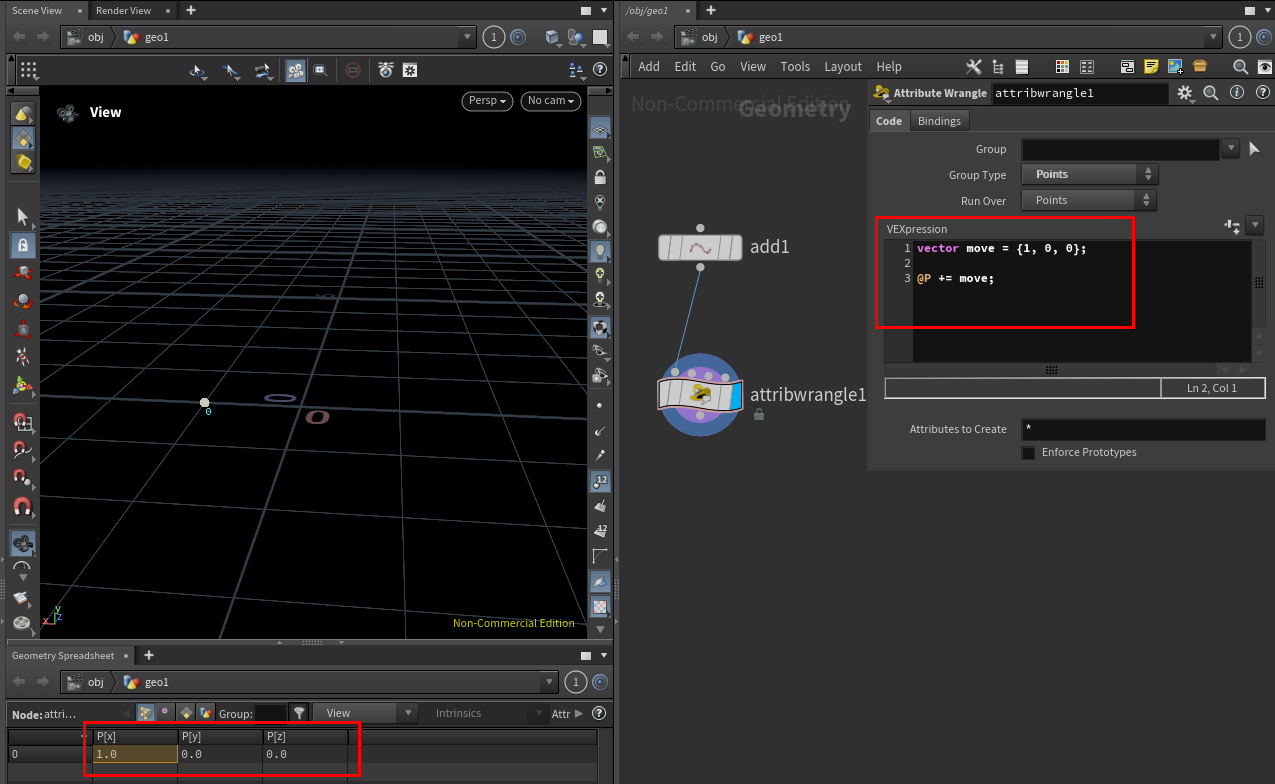 Scene View × Render View × +
obj geo1 1
View Persp No cam
0
0
0
12
12
y
x z
Non-Commercial Edition
Geometry Spreadsheet × +
obj geo1 1
Node: attri... Group: View Intrinsics Attr
P[x] P[y] P[z]
0 1.0 0.0 0.0
/obj/geo1 × +
obj geo1 1
Add Edit Go View Tools Layout Help
Non-Commercial Edition
Geometry
add1
attribwrangle1
Attribute Wrangle attribwrangle1
Code Bindings
Group
Group Type Points
Run Over Points
VEXpression
1 vector move = {1, 0, 0};
2
3 @P += move;
Ln 2, Col 1
Attributes to Create *
Enforce Prototypes